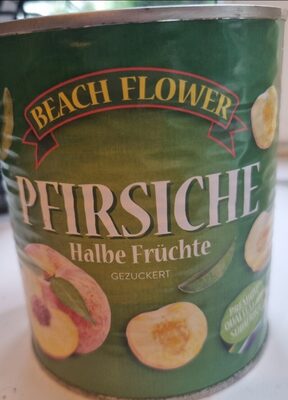 BEACH FLOWER
PFIRSICHE
Halbe Früchte
GEZUCKERT